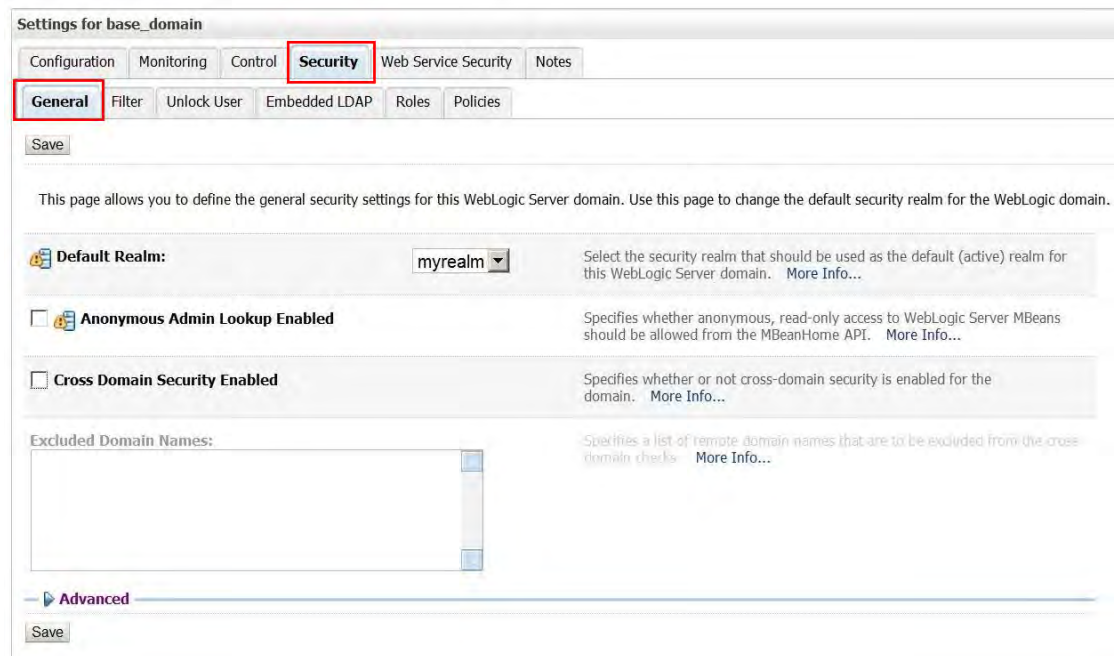 Settings for base_domain
Configuration Monitoring Control Security Web Service Security Notes
General Filter Unlock User Embedded LDAP Roles Policies
Save
This page allows you to define the general security settings for this WebLogic Server domain. Use this page to change the default security realm for the WebLogic domain.
Default Realm: myrealm
Select the security realm that should be used as the default (active) realm for
this WebLogic Server domain. More Info...
Anonymous Admin Lookup Enabled
Specifies whether anonymous, read-only access to WebLogic Server MBeans
should be allowed from the MBeanHome API. More Info...
Cross Domain Security Enabled
Specifies whether or not cross-domain security is enabled for the
domain. More Info...
Excluded Domain Names:
Specifies a list of remote domain names that are to be excluded from the cross-
domain checks. More Info...
Advanced
Save